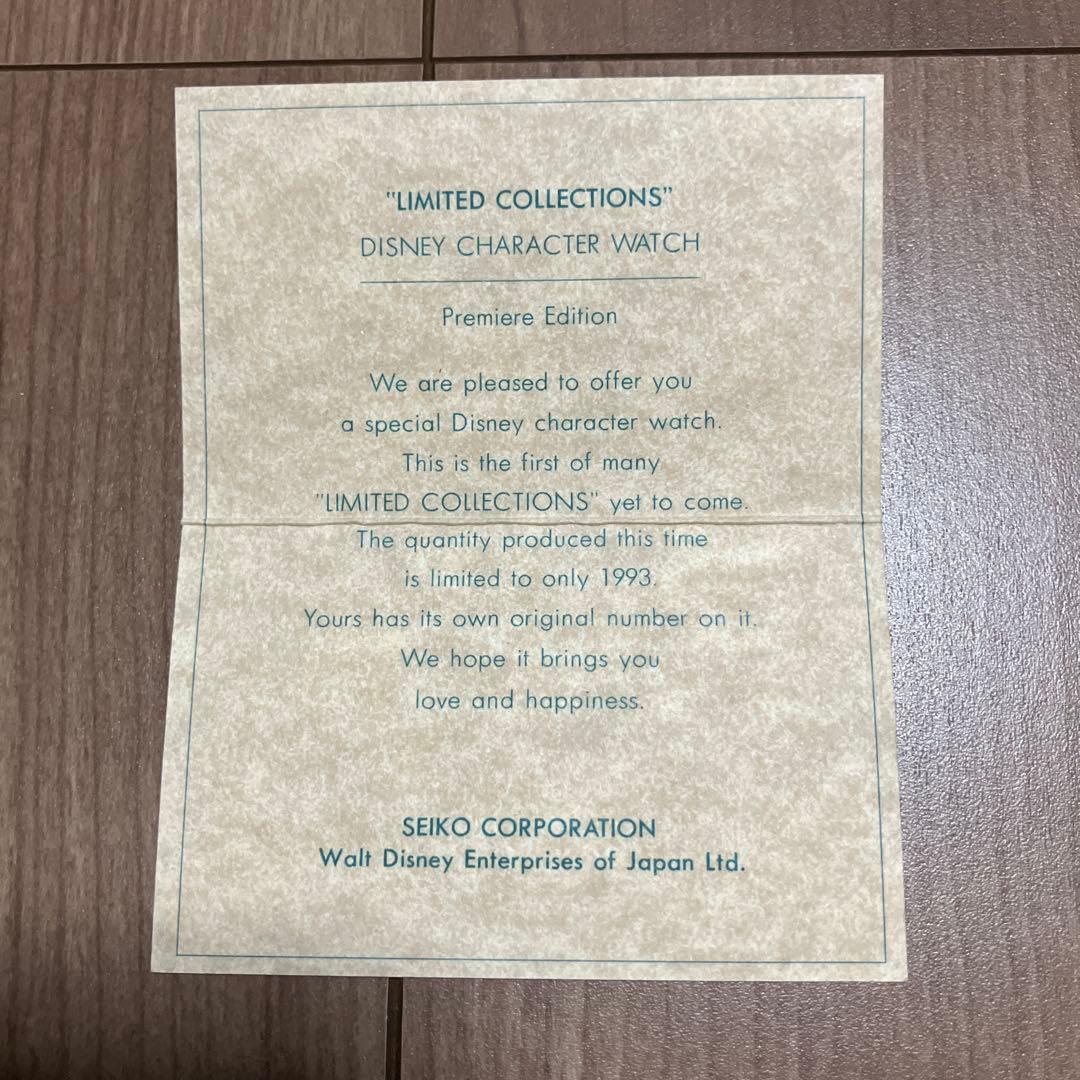 "LIMITED COLLECTIONS"
DISNEY CHARACTER WATCH
Premiere Edition
We are pleased to offer you
a special Disney character watch.
This is the first of many
"LIMITED COLLECTIONS" yet to come.
The quantity produced this time
is limited to only 1993.
Yours has its own original number on it.
We hope it brings you
love and happiness.
SEIKO CORPORATION
Walt Disney Enterprises of Japan Ltd.